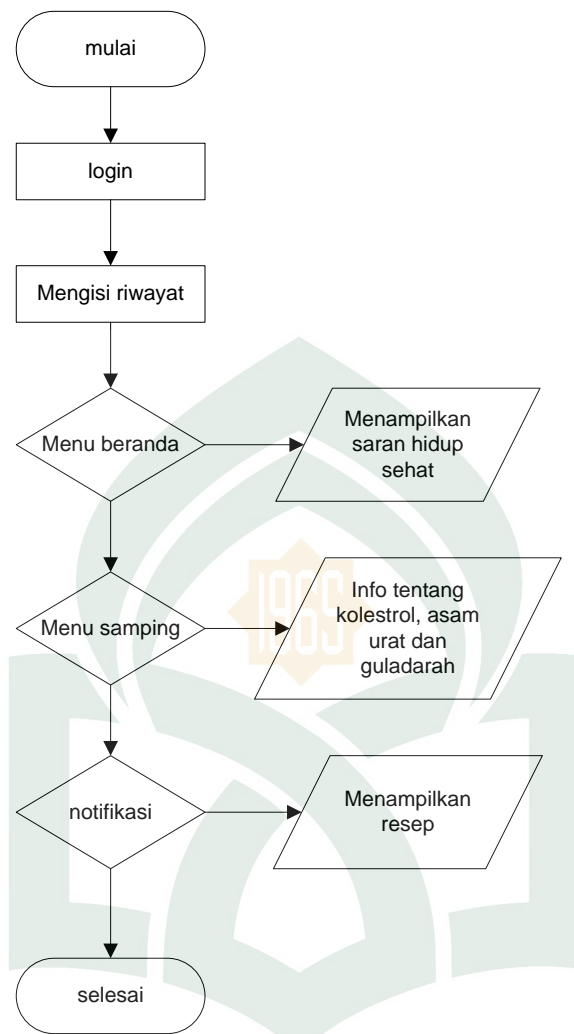 mulai
login
Mengisi riwayat
Menu beranda
Menampilkan
saran hidup
sehat
Menu samping
Info tentang
kolestrol, asam
urat dan
guladarah
1965
notifikasi
Menampilkan
resep
selesai